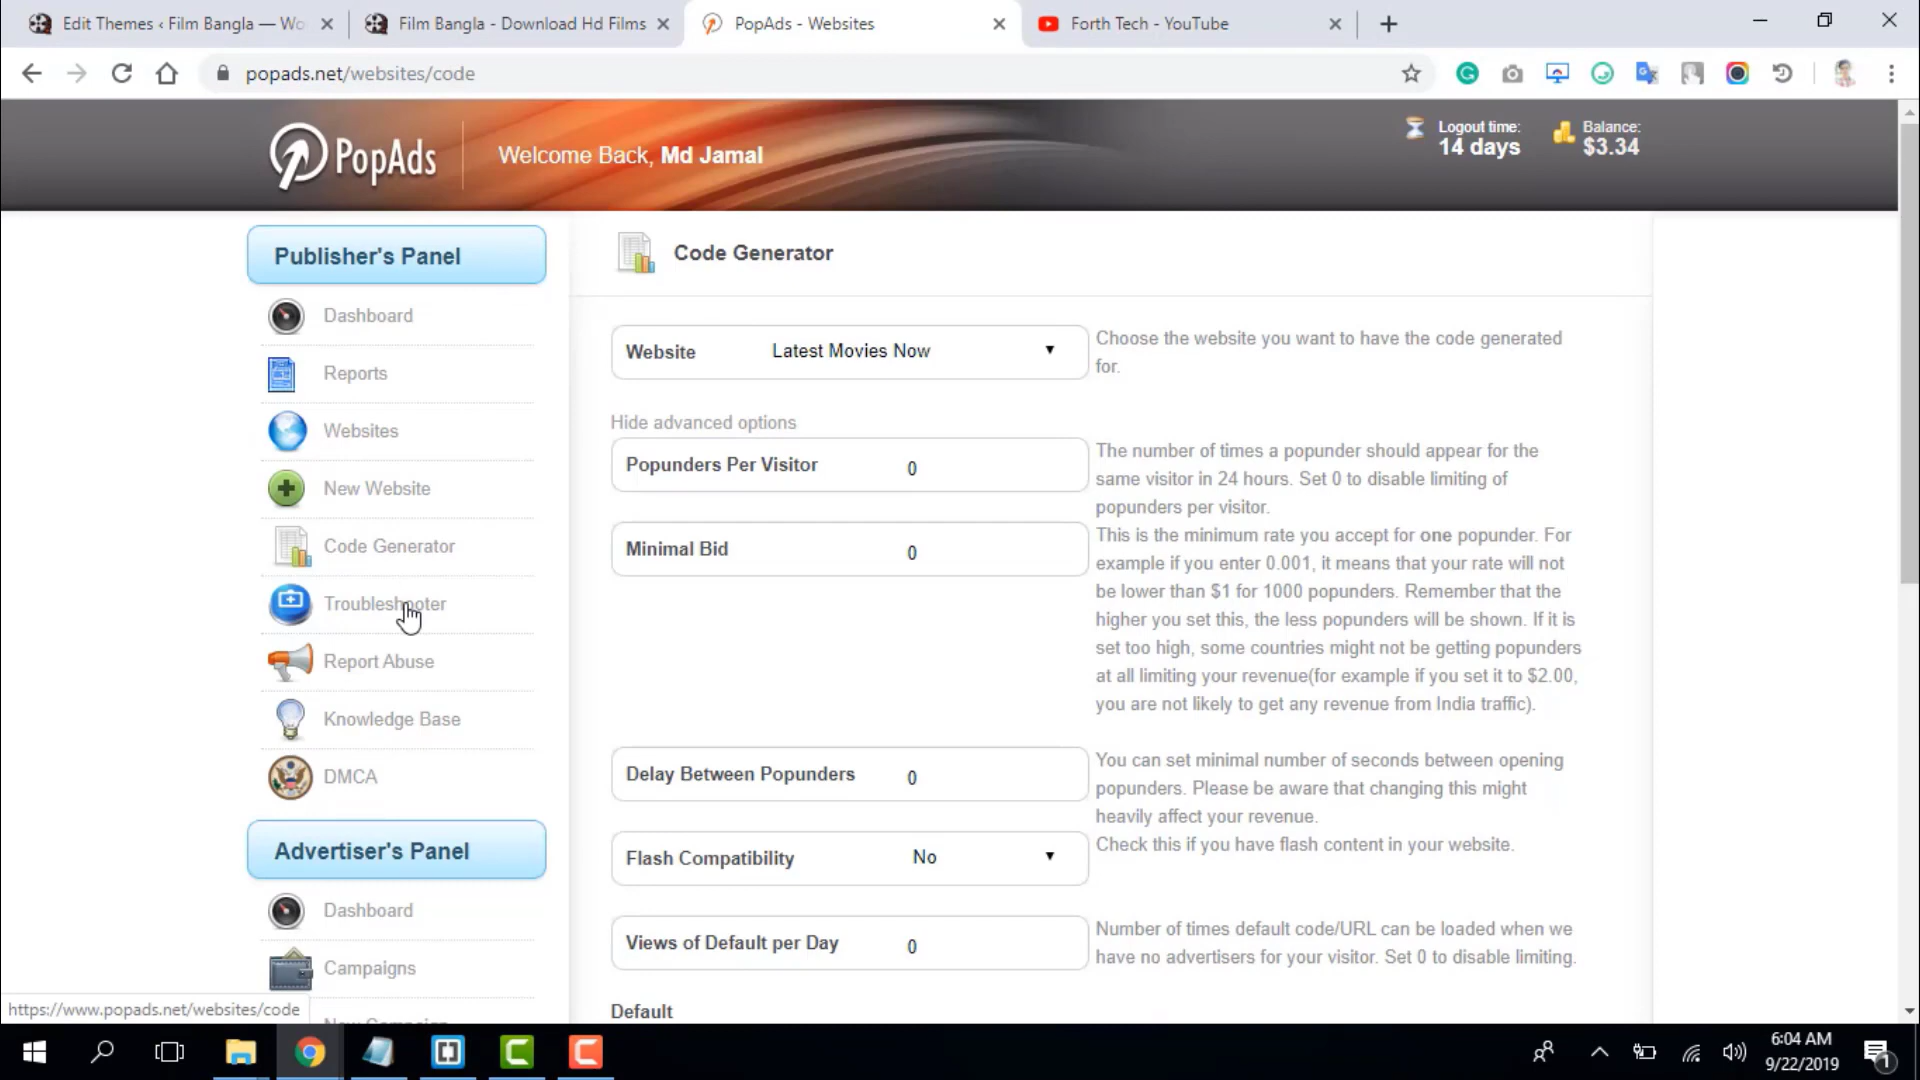 Edit Themes ‹ Film Bangla — Wo
Film Bangla - Download Hd Films
PopAds - Websites
Forth Tech - YouTube
popads.net/websites/code
PopAds
Welcome Back, Md Jamal
Logout time:
14 days
Balance:
$3.34
Publisher's Panel
Dashboard
Reports
Websites
New Website
Code Generator
Troubleshooter
Report Abuse
Knowledge Base
DMCA
Advertiser's Panel
Dashboard
Campaigns
Code Generator
Website
Latest Movies Now
Choose the website you want to have the code generated
for.
Hide advanced options
Popunders Per Visitor
0
The number of times a popunder should appear for the
same visitor in 24 hours. Set 0 to disable limiting of
popunders per visitor.
Minimal Bid
0
This is the minimum rate you accept for one popunder. For
example if you enter 0.001, it means that your rate will not
be lower than $1 for 1000 popunders. Remember that the
higher you set this, the less popunders will be shown. If it is
set too high, some countries might not be getting popunders
at all limiting your revenue(for example if you set it to $2.00,
you are not likely to get any revenue from India traffic).
Delay Between Popunders
0
You can set minimal number of seconds between opening
popunders. Please be aware that changing this might
heavily affect your revenue.
Flash Compatibility
No
Check this if you have flash content in your website.
Views of Default per Day
0
Number of times default code/URL can be loaded when we
have no advertisers for your visitor. Set 0 to disable limiting.
Default
https://www.popads.net/websites/code
6:04 AM
9/22/2019
1